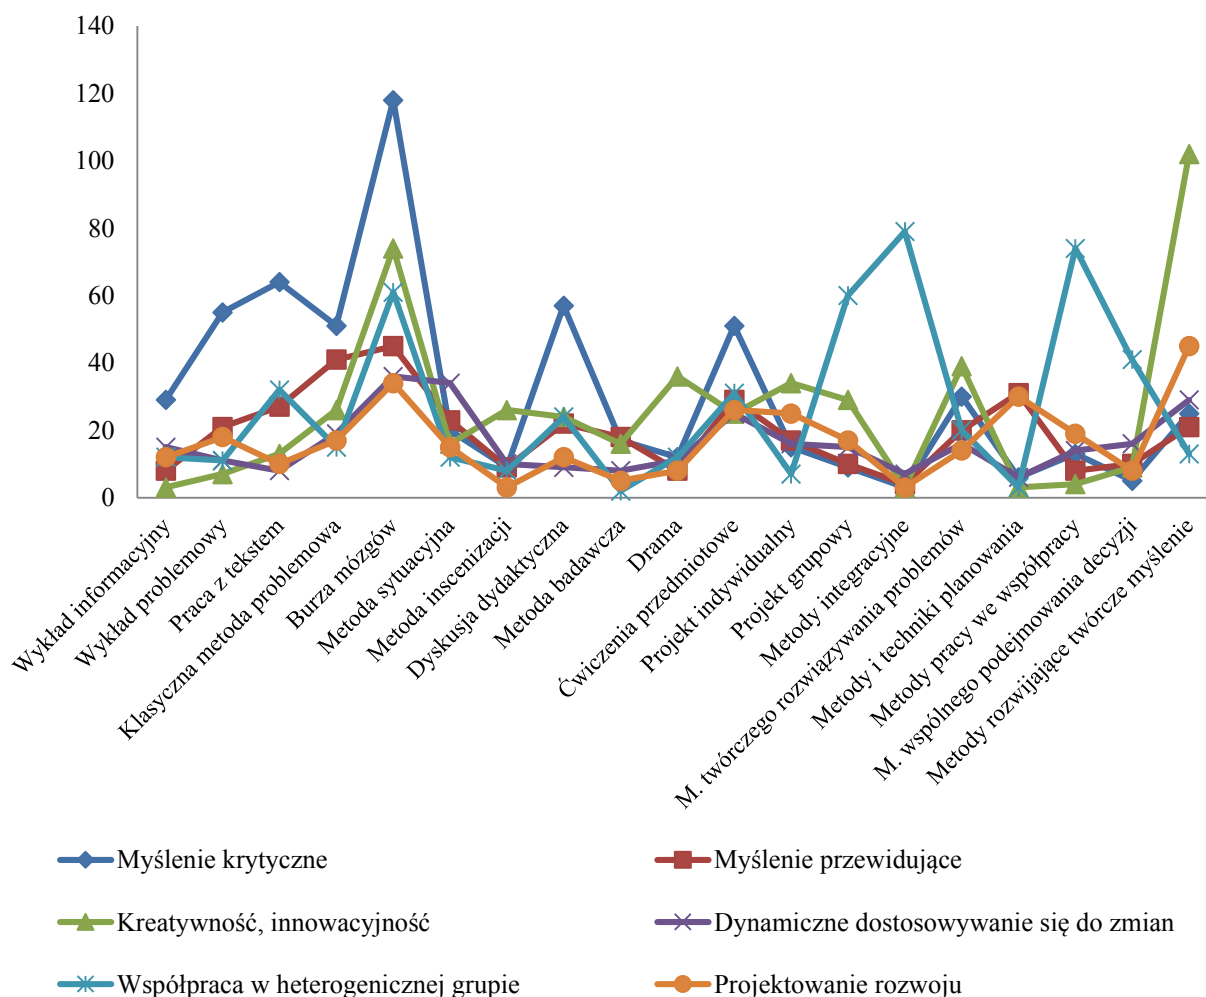 140
120
100
80
60
40
20
0
Wykład informacyjny
Wykład problemowy
Praca z tekstem
Klasyczna metoda problemowa
Burza mózgów
Metoda sytuacyjna
Metoda inscenizacji
Dyskusja dydaktyczna
Metoda badawcza
Drama
Ćwiczenia przedmiotowe
Projekt indywidualny
Projekt grupowy
Metody integracyjne
M. twórczego rozwiązywania problemów
Metody i techniki planowania
Metody pracy we współpracy
M. wspólnego podejmowania decyzji
Metody rozwijające twórcze myślenie
Myślenie krytyczne
Myślenie przewidujące
Kreatywność, innowacyjność
Dynamiczne dostosowywanie się do zmian
Współpraca w heterogenicznej grupie
Projektowanie rozwoju